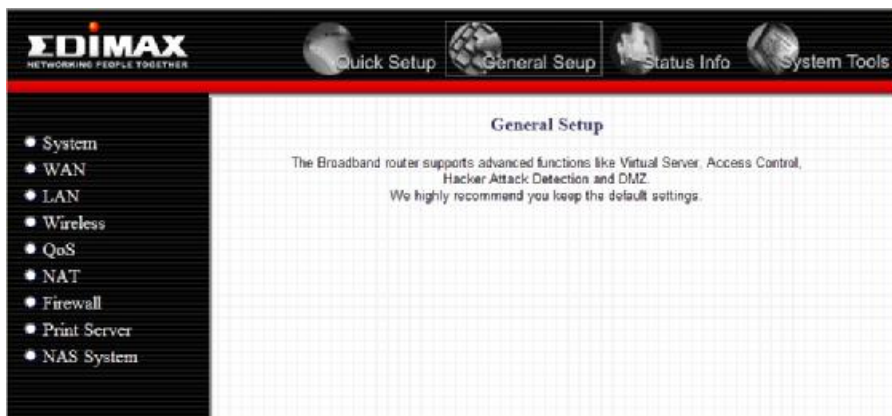 EDIMAX
NETWORKING PEOPLE TOGETHER
Quick Setup
General Seup
Status Info
System Tools
System
WAN
LAN
Wireless
QoS
NAT
Firewall
Print Server
NAS System
General Setup
The Broadband router supports advanced functions like Virtual Server, Access Control,
Hacker Attack Detection and DMZ.
We highly recommend you keep the default settings.